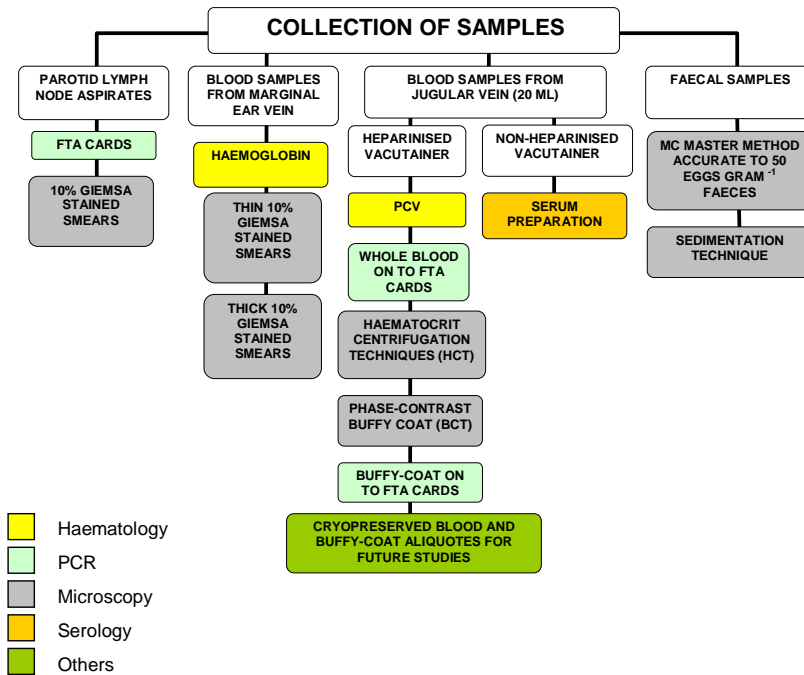 COLLECTION OF SAMPLES
PAROTID LYMPH
NODE ASPIRATES
FTA CARDS
10% GIEMSA
STAINED
SMEARS
BLOOD SAMPLES
FROM MARGINAL
EAR VEIN
HAEMOGLOBIN
THIN 10%
GIEMSA
STAINED
SMEARS
THICK 10%
GIEMSA
STAINED
SMEARS
BLOOD SAMPLES FROM
JUGULAR VEIN (20 ML)
HEPARINISED
VACUTAINER
PCV
WHOLE BLOOD
ON TO FTA
CARDS
HAEMATOCRIT
CENTRIFUGATION
TECHNIQUES (HCT)
PHASE-CONTRAST
BUFFY COAT (BCT)
BUFFY-COAT ON
TO FTA CARDS
CRYOPRESERVED BLOOD AND
BUFFY-COAT ALIQUOTES FOR
FUTURE STUDIES
NON-HEPARINISED
VACUTAINER
SERUM
PREPARATION
FAECAL SAMPLES
MC MASTER METHOD
ACCURATE TO 50
EGGS GRAM -1
FAECES
SEDIMENTATION
TECHNIQUE
Haematology
PCR
Microscopy
Serology
Others